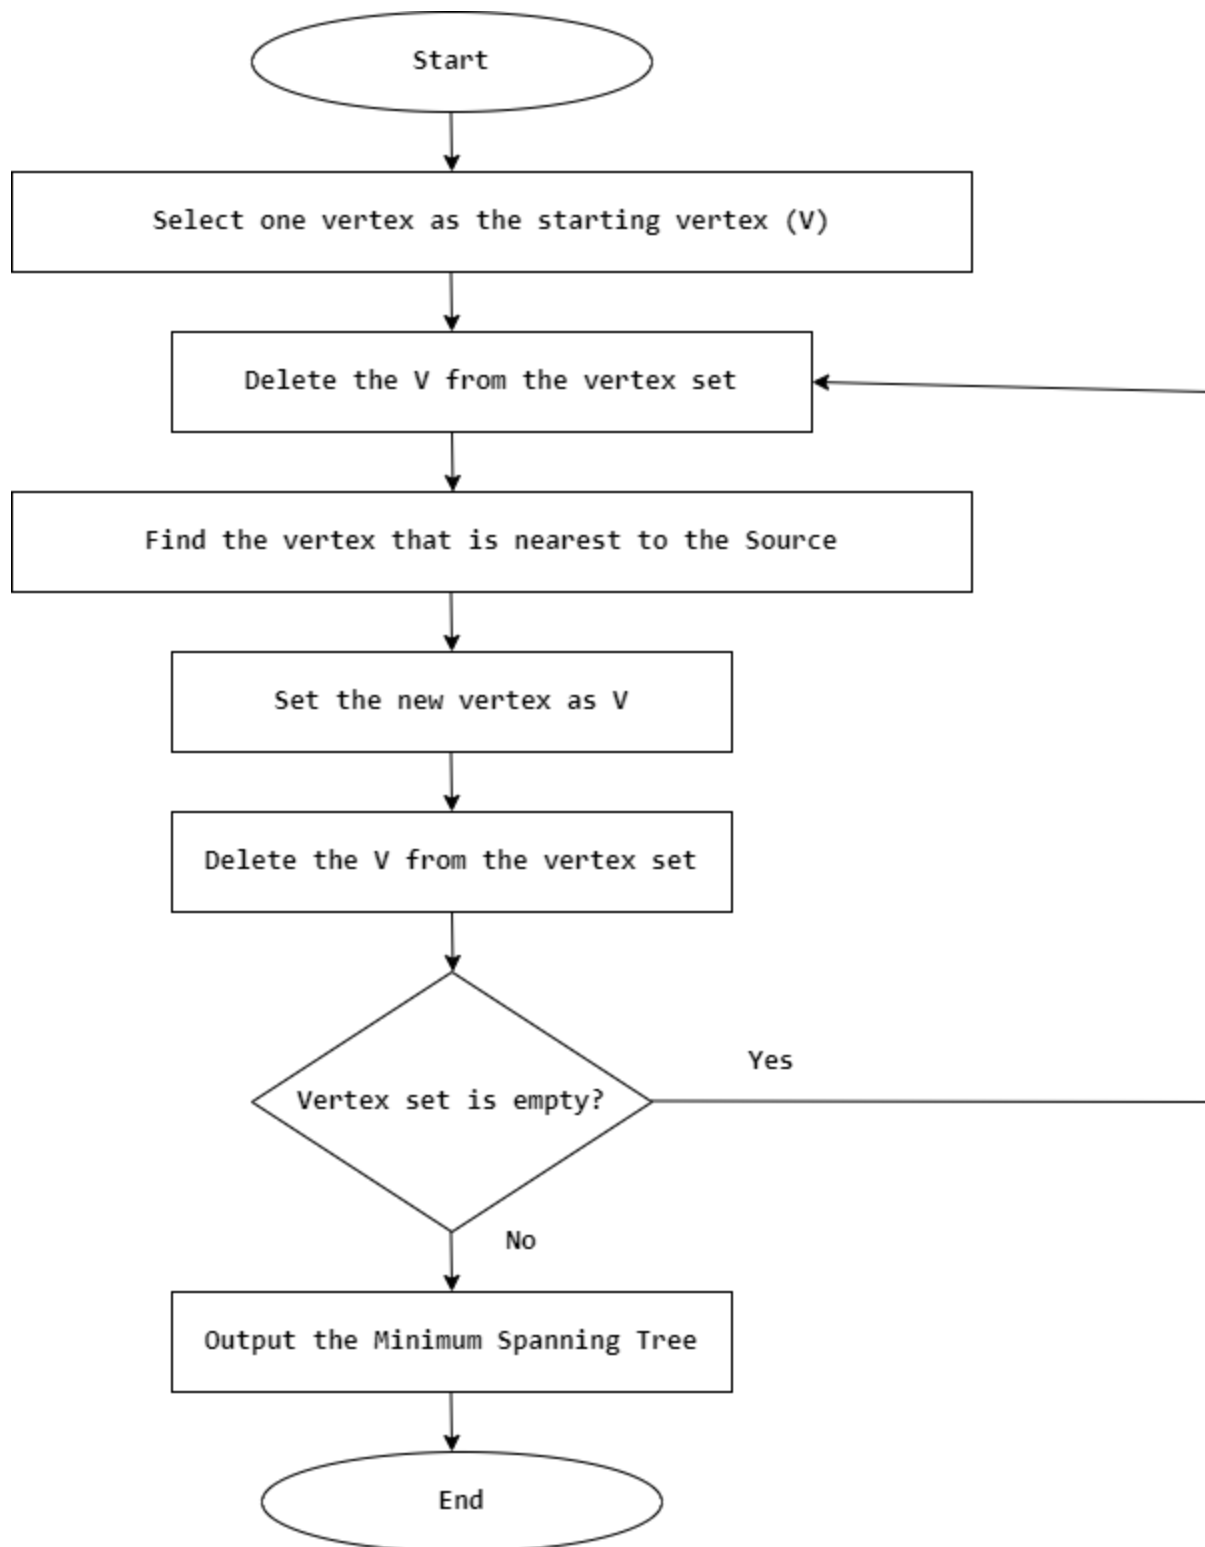 Start
Select one vertex as the starting vertex (V)
Delete the V from the vertex set
Find the vertex that is nearest to the Source
Set the new vertex as V
Delete the V from the vertex set
Yes
Vertex set is empty?
No
Output the Minimum Spanning Tree
End